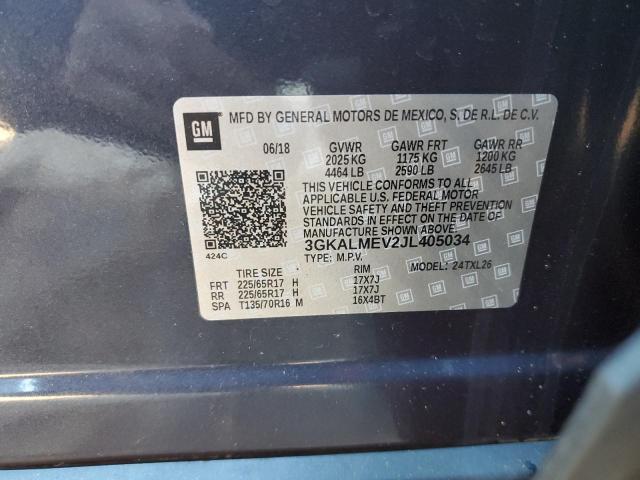 GM MFD BY GENERAL MOTORS DE MEXICO, S. DE R.L. DE C.V.
06/18 GVWR GAWR FRT GAWR RR
2025 KG 1175 KG 1200 KG
4464 LB 2590 LB 2645 LB
THIS VEHICLE CONFORMS TO ALL
APPLICABLE U.S. FEDERAL MOTOR
VEHICLE SAFETY AND THEFT PREVENTION
STANDARDS IN EFFECT ON THE DATE OF
MANUFACTURE SHOWN ABOVE.
424C 3GKALMEV2JL405034
TYPE: M.P.V. MODEL: 24TXL26
TIRE SIZE RIM
FRT 225/65R17 H 17X7J
RR 225/65R17 H 17X7J
SPA T135/70R16 M 16X4BT